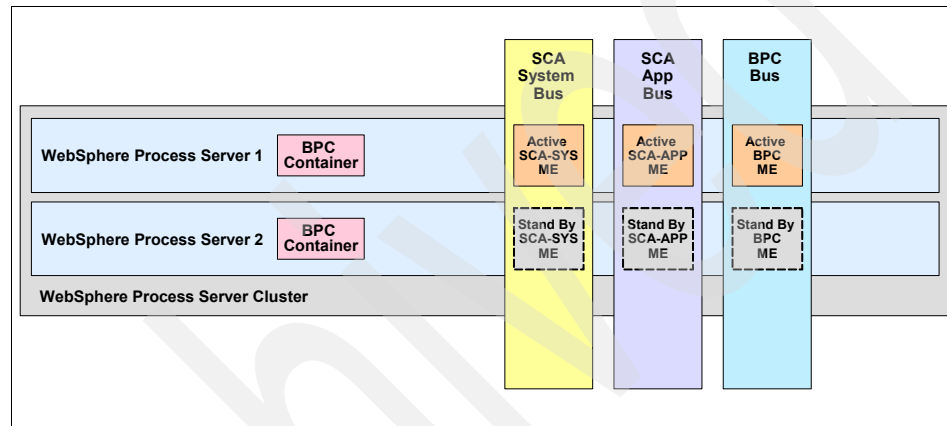 SCA
System
Bus
SCA
App
Bus
BPC
Bus
WebSphere Process Server 1
BPC
Container
Active
SCA-SYS
ME
Active
SCA-APP
ME
Active
BPC
ME
WebSphere Process Server 2
BPC
Container
Stand By
SCA-SYS
ME
Stand By
SCA-APP
ME
Stand By
BPC
ME
WebSphere Process Server Cluster